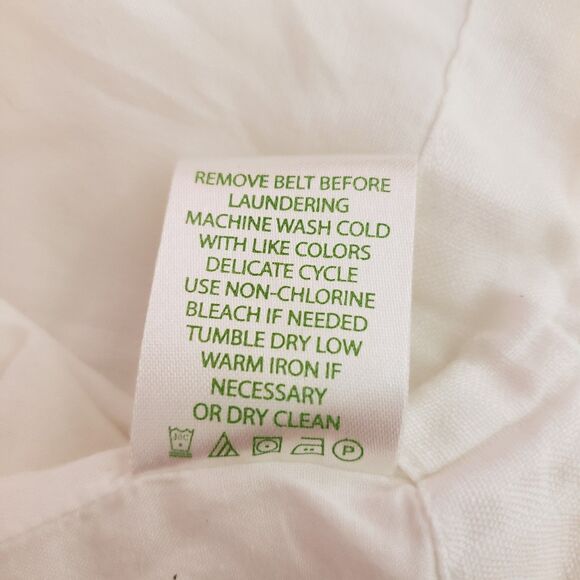 REMOVE BELT BEFORE
LAUNDERING
MACHINE WASH COLD
WITH LIKE COLORS
DELICATE CYCLE
USE NON-CHLORINE
BLEACH IF NEEDED
TUMBLE DRY LOW
WARM IRON IF
NECESSARY
OR DRY CLEAN
P